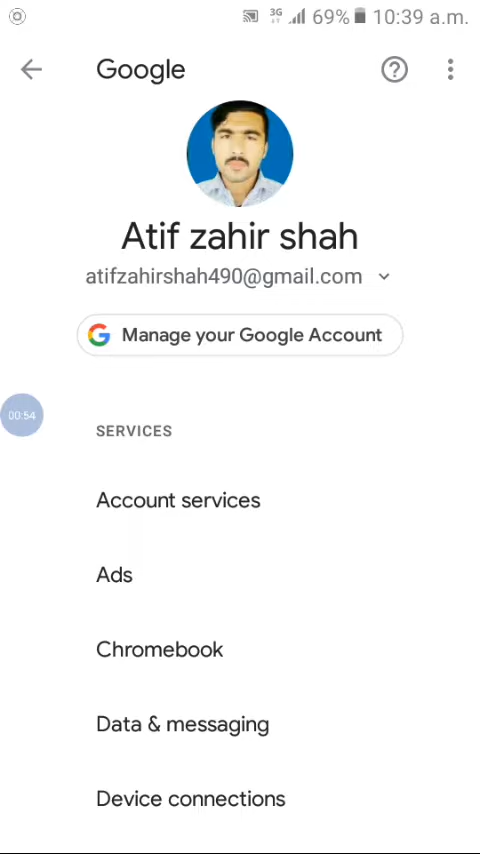 3G 69% 10:39 a.m.
Google
Atif zahir shah
atifzahirshah490@gmail.com
Manage your Google Account
00:54
SERVICES
Account services
Ads
Chromebook
Data & messaging
Device connections